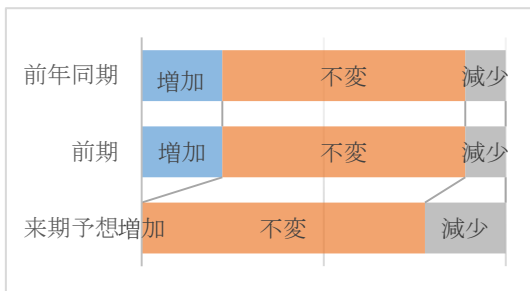 前年同期 増加 不変 減少
前期 増加 不変 減少
来期予想 増加 不変 減少